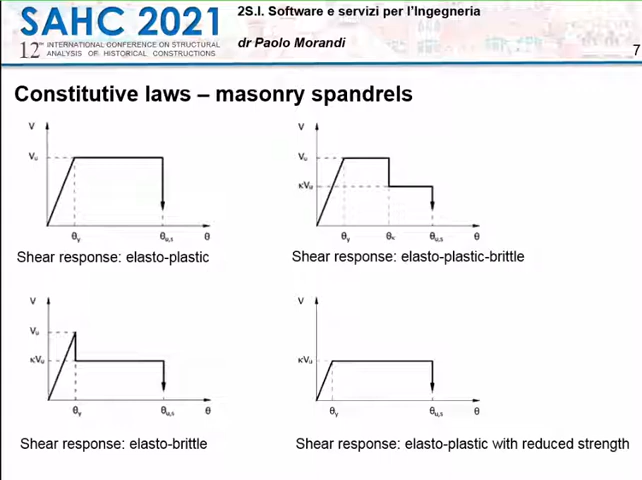 SAHC 2021
12th INTERNATIONAL CONFERENCE ON STRUCTURAL
ANALYSIS OF HISTORICAL CONSTRUCTIONS
2S.I. Software e servizi per l'Ingegneria
dr Paolo Morandi
7
Constitutive laws – masonry spandrels
V
Vu
θy
θu,s
θ
Shear response: elasto-plastic
V
Vu
κVu
θy
θκ
θu,s
θ
Shear response: elasto-plastic-brittle
V
Vu
κVu
θy
θu,s
θ
Shear response: elasto-brittle
V
κVu
θy
θu,s
θ
Shear response: elasto-plastic with reduced strength